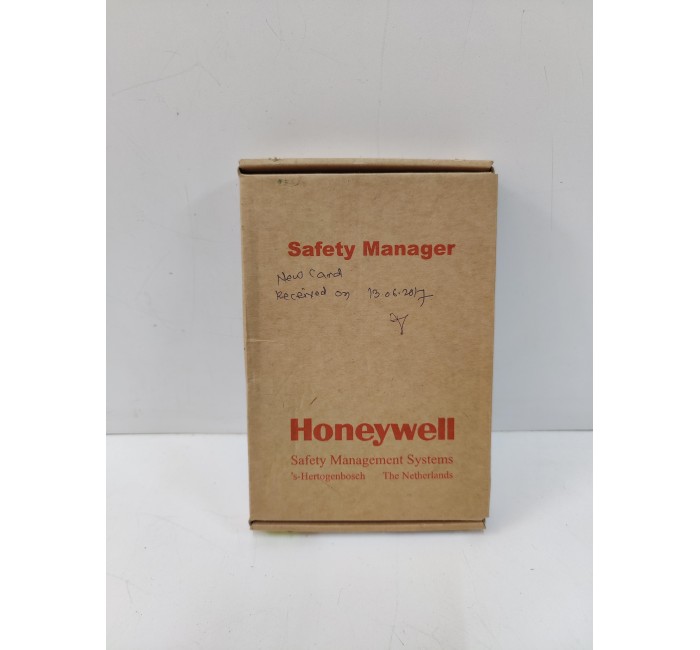 Safety Manager
New Card
Received on 13.06.2017
Honeywell
Safety Management Systems
's-Hertogenbosch The Netherlands